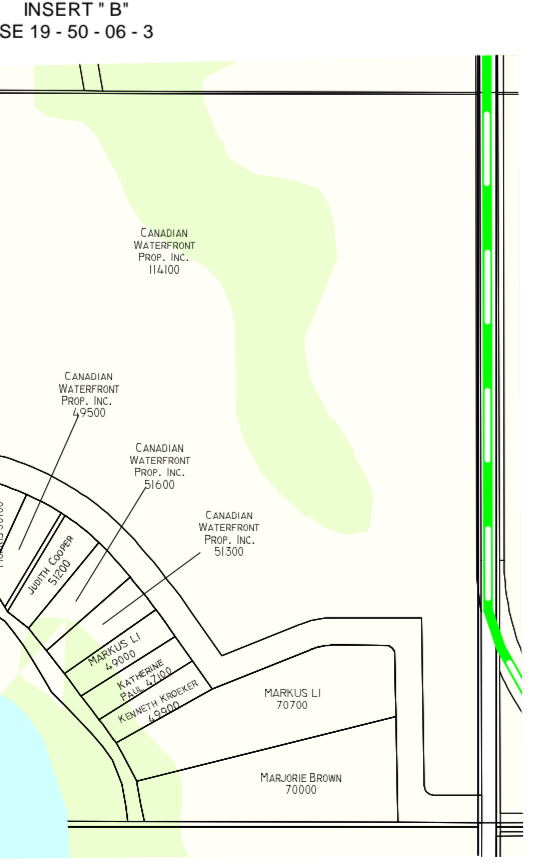 INSERT " B"
SE 19 - 50 - 06 - 3
CANADIAN
WATERFRONT
PROP. INC.
114100
CANADIAN
WATERFRONT
PROP. INC.
49500
CANADIAN
WATERFRONT
PROP. INC.
51600
CANADIAN
WATERFRONT
PROP. INC.
51300
JUDITH COOPER
51200
MARKUS LI
49000
KATHERINE
PAUL 47100
KENNETH KROEKER
49900
MARKUS LI
70700
MARJORIE BROWN
70000